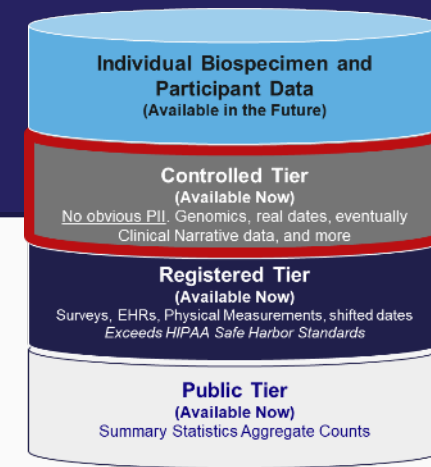 Individual Biospecimen and
Participant Data
(Available in the Future)
Controlled Tier
(Available Now)
No obvious PII. Genomics, real dates, eventually
Clinical Narrative data, and more
Registered Tier
(Available Now)
Surveys, EHRs, Physical Measurements, shifted dates
Exceeds HIPAA Safe Harbor Standards
Public Tier
(Available Now)
Summary Statistics Aggregate Counts